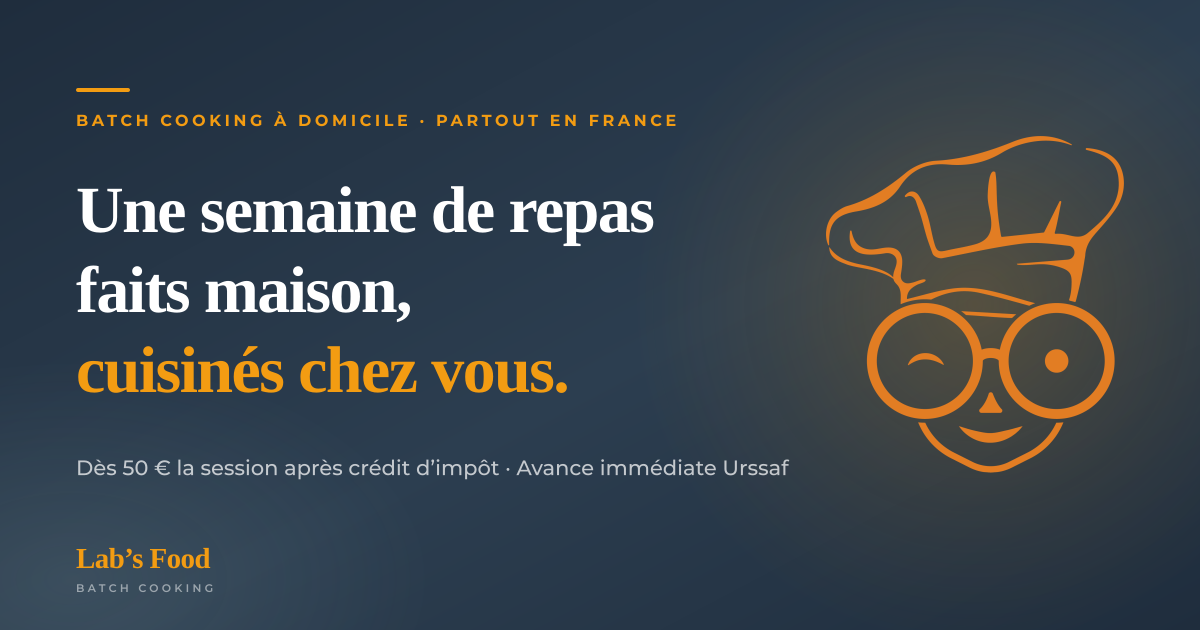 BATCH COOKING À DOMICILE · PARTOUT EN FRANCE
Une semaine de repas
faits maison,
cuisinés chez vous.
Dès 50 € la session après crédit d’impôt · Avance immédiate Urssaf
Lab’s Food
BATCH COOKING